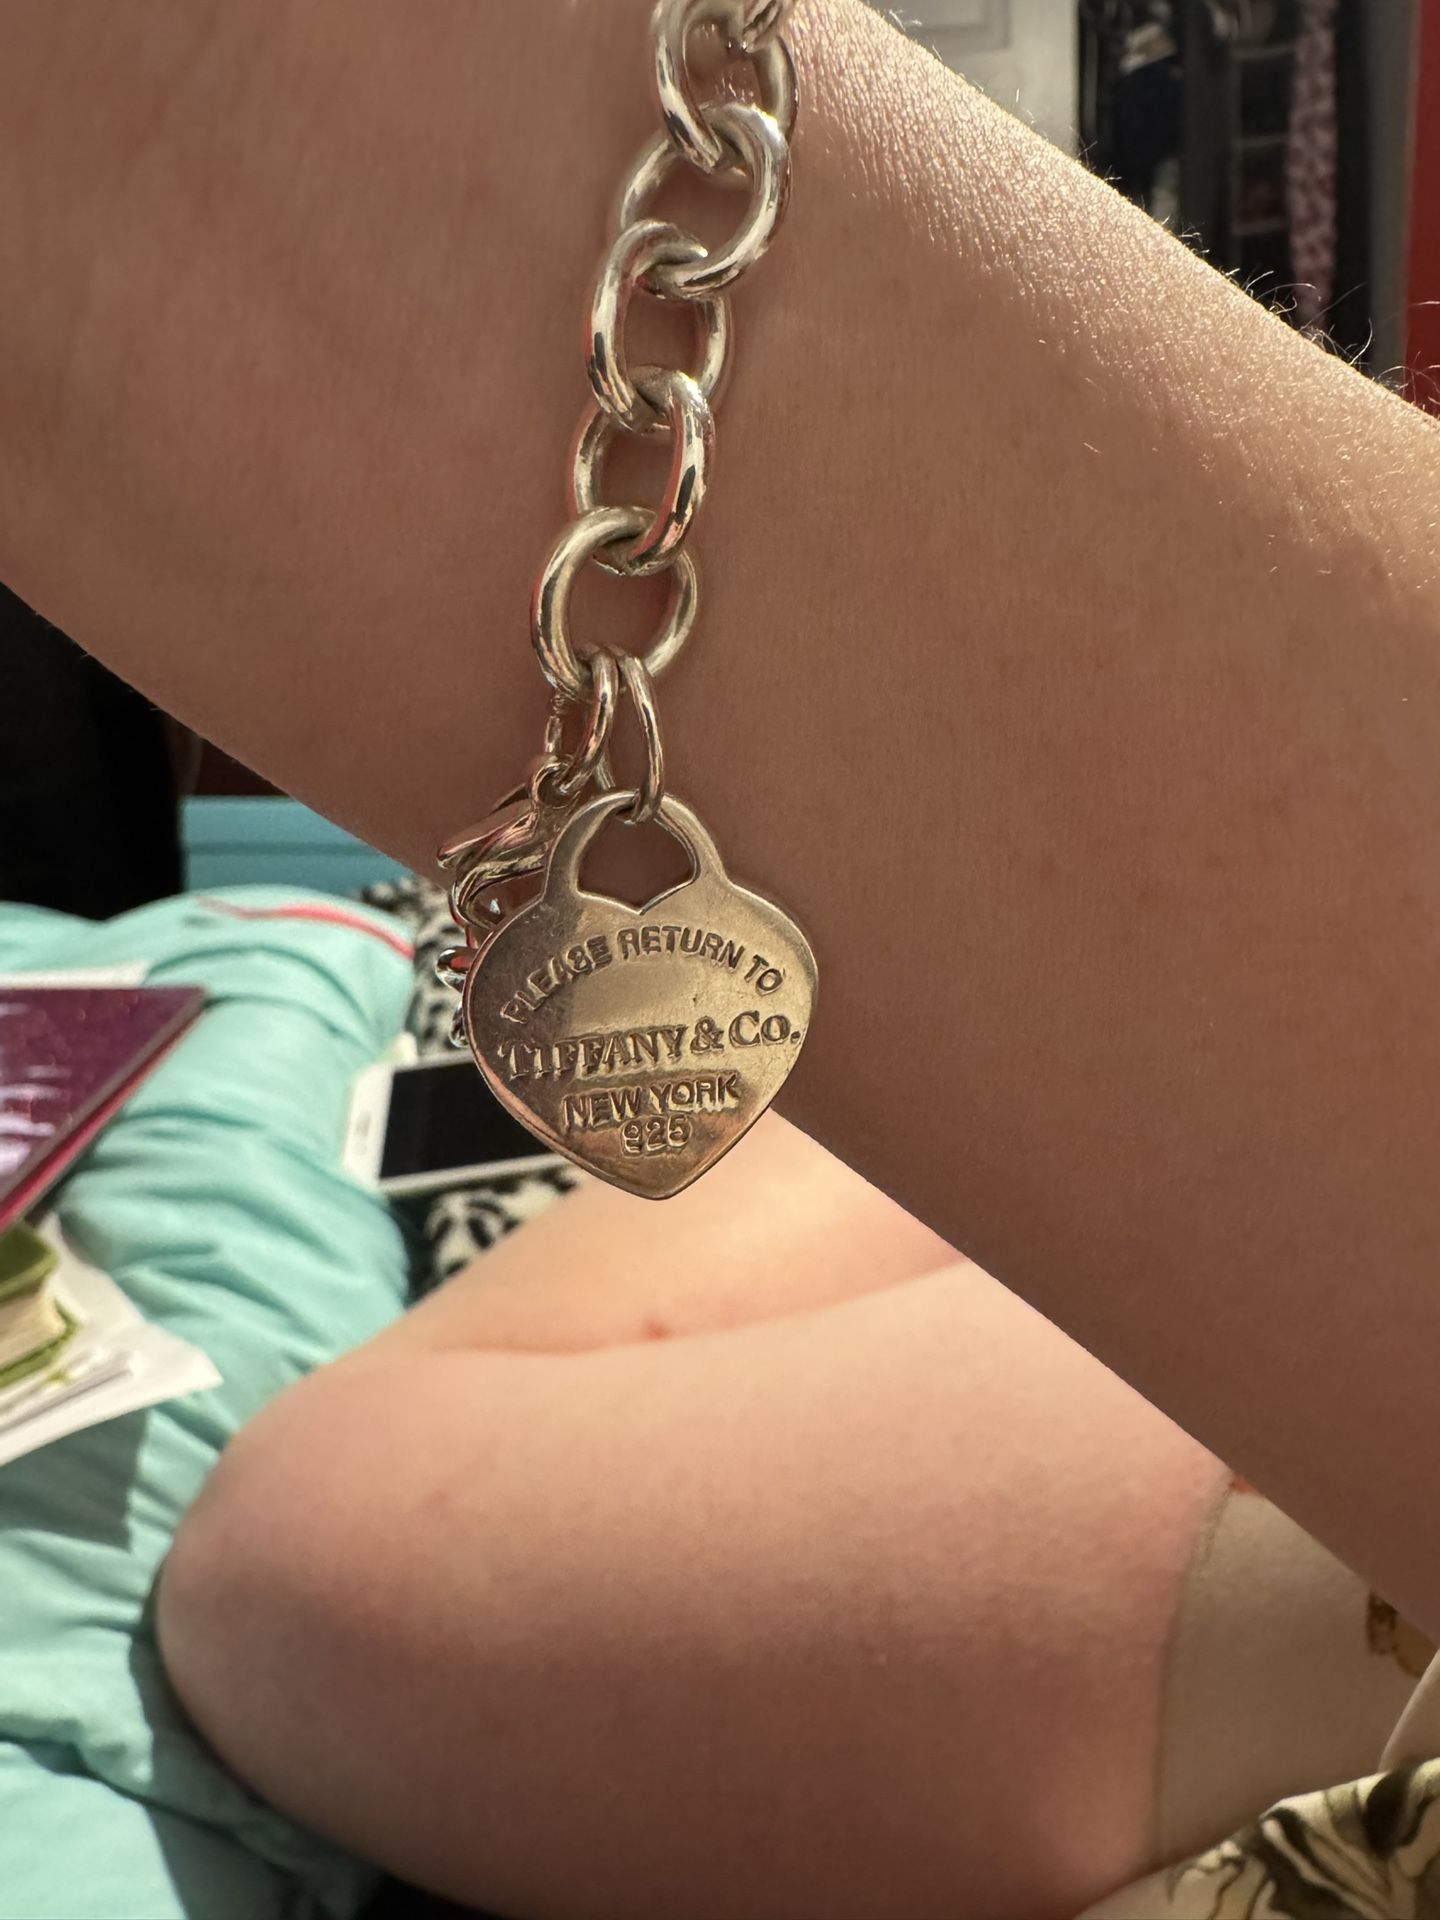 PLEASE RETURN TO
TIFFANY & CO.
NEW YORK
925